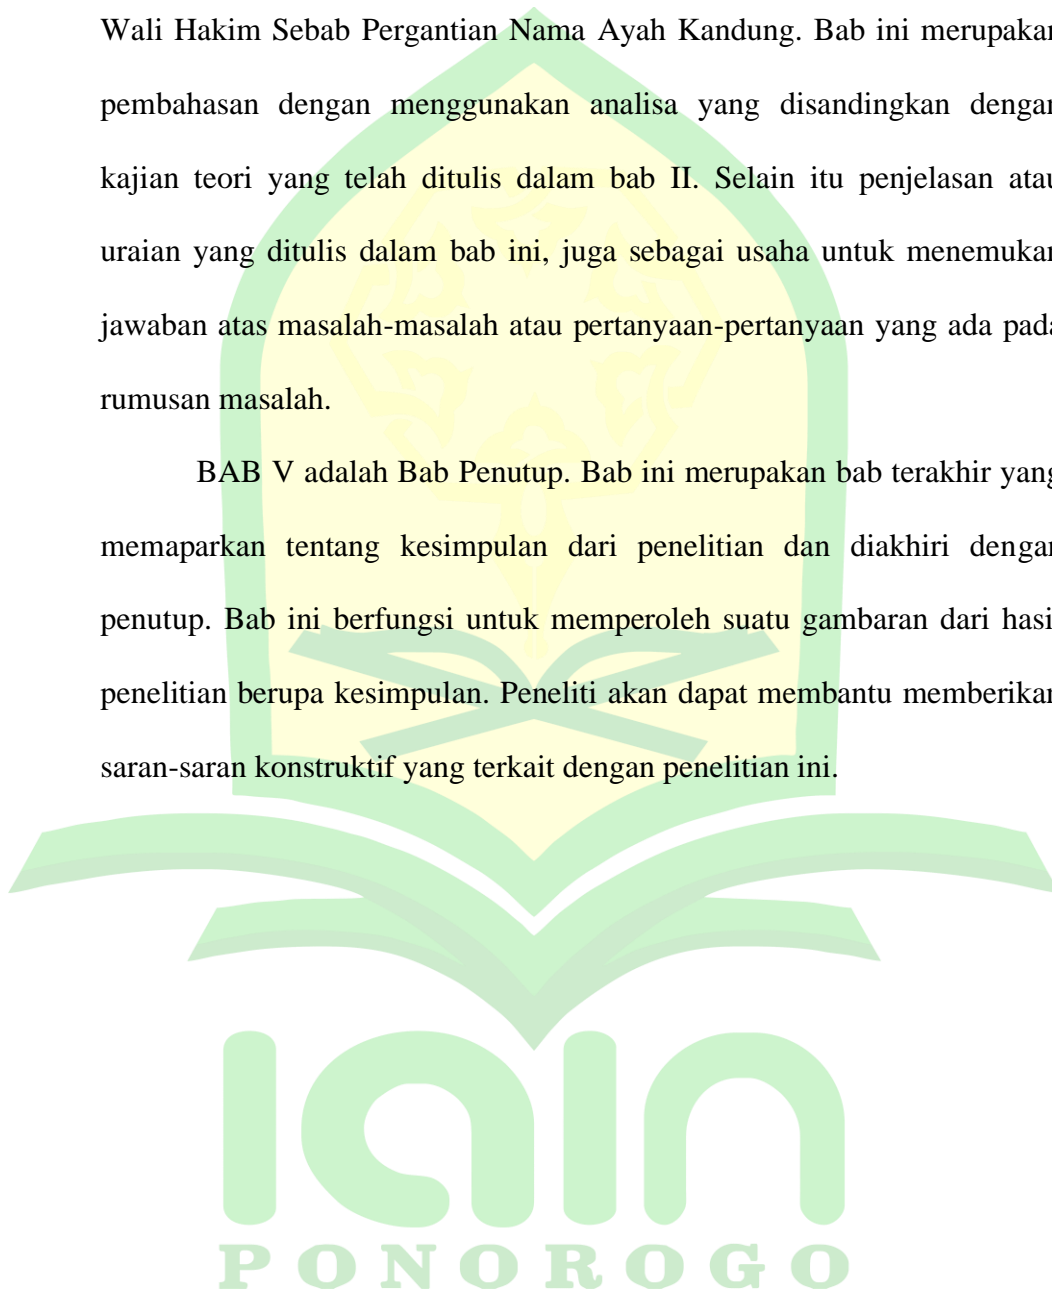 Wali Hakim Sebab Pergantian Nama Ayah Kandung. Bab ini merupakan
pembahasan dengan menggunakan analisa yang disandingkan dengan
kajian teori yang telah ditulis dalam bab II. Selain itu penjelasan atau
uraian yang ditulis dalam bab ini, juga sebagai usaha untuk menemukan
jawaban atas masalah-masalah atau pertanyaan-pertanyaan yang ada pada
rumusan masalah.
BAB V adalah Bab Penutup. Bab ini merupakan bab terakhir yang
memaparkan tentang kesimpulan dari penelitian dan diakhiri dengan
penutup. Bab ini berfungsi untuk memperoleh suatu gambaran dari hasil
penelitian berupa kesimpulan. Peneliti akan dapat membantu memberikan
saran-saran konstruktif yang terkait dengan penelitian ini.
iain
PONOROGO